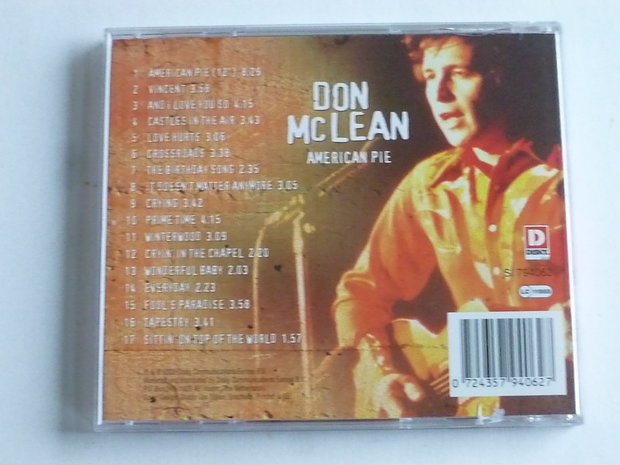 1 AMERICAN PIE (12") 8.25
2 VINCENT 3.58
3 AND I LOVE YOU SO 4.15
4 CASTLES IN THE AIR 3.43
5 LOVE HURTS 3.06
6 CROSSROADS 3.38
7 THE BIRTHDAY SONG 2.35
8 IT DOESN'T MATTER ANYMORE 3.05
9 CRYING 3.42
10 PRIME TIME 4.15
11 WINTERWOOD 3.09
12 CRYIN' IN THE CHAPEL 2.20
13 WONDERFUL BABY 2.03
14 EVERYDAY 2.23
15 FOOL'S PARADISE 3.58
16 TAPESTRY 3.41
17 SITTIN' ON TOP OF THE WORLD 1.57
DON
McLEAN
AMERICAN PIE
D
SI 794062
LC
0 724357 940627